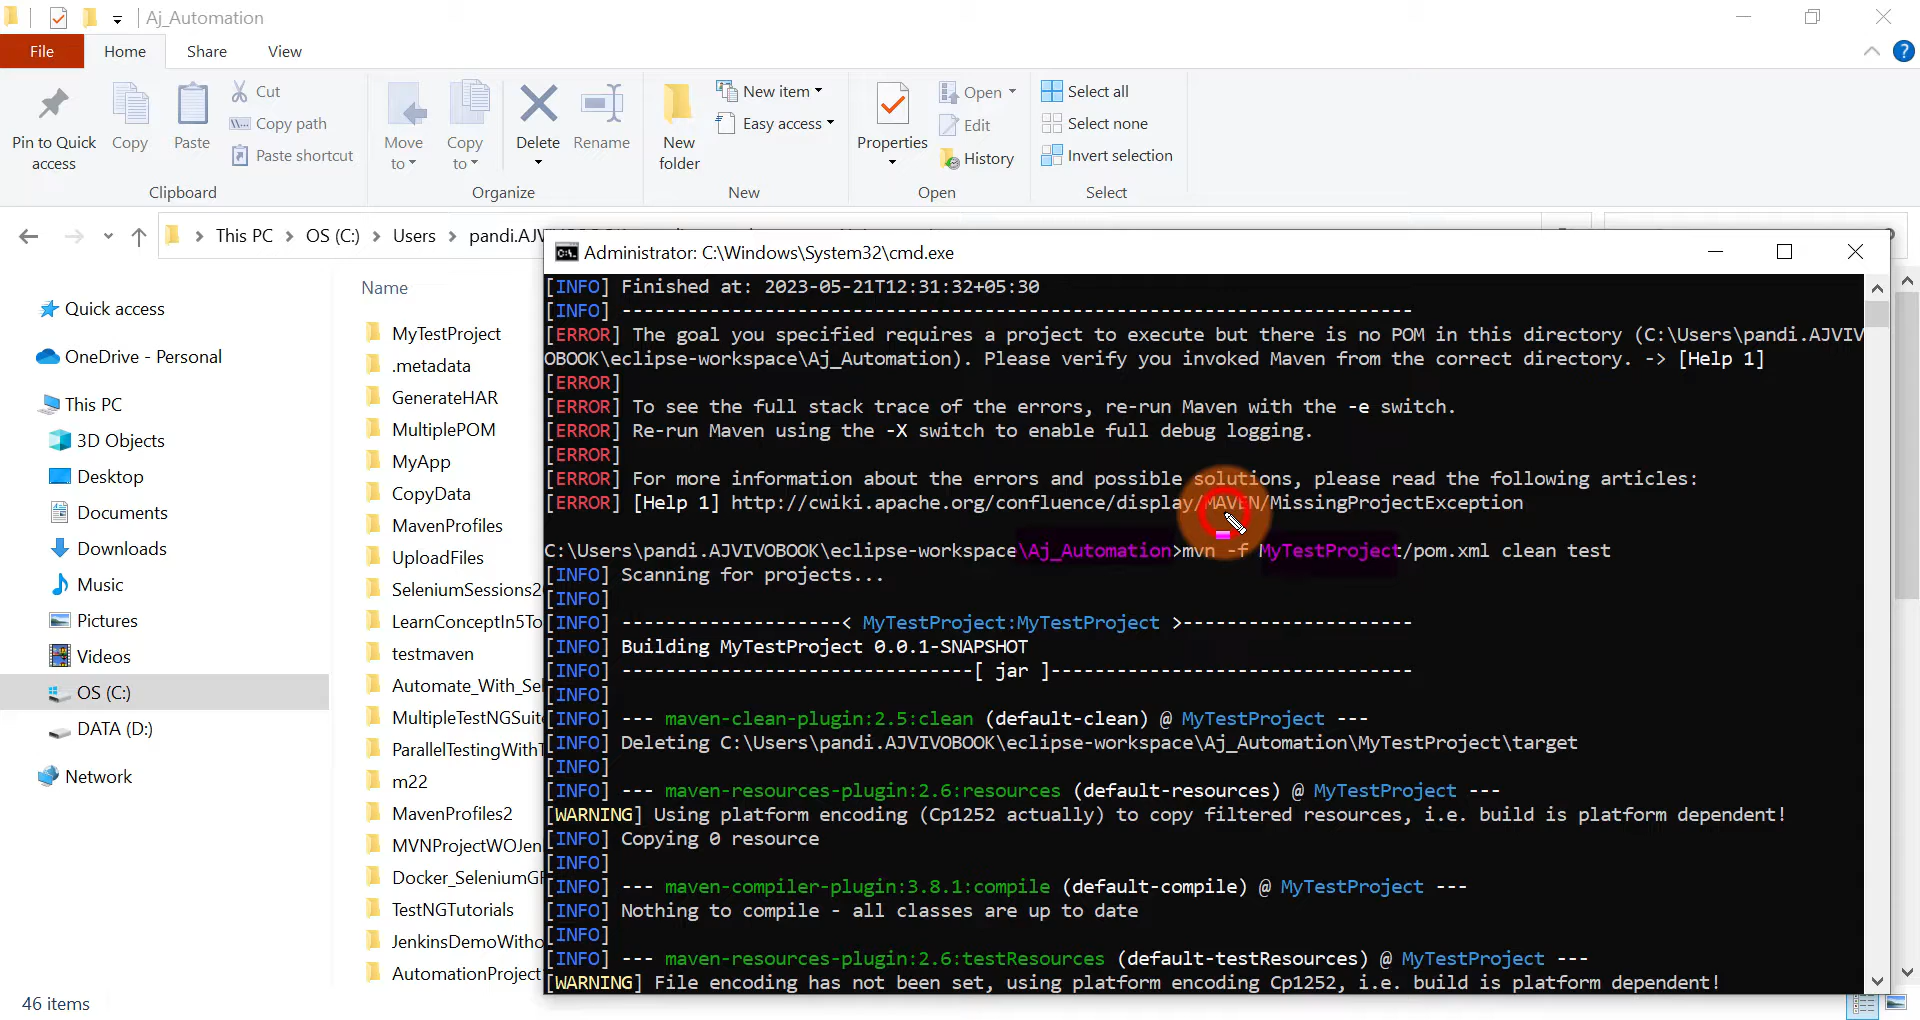 Aj_Automation
File
Home
Share
View
Pin to Quick access
Copy
Paste
Cut
Copy path
Paste shortcut
Clipboard
Move to
Copy to
Delete
Rename
Organize
New folder
New item
Easy access
New
Properties
Open
Edit
History
Open
Select all
Select none
Invert selection
Select
This PC
OS (C:)
Users
Quick access
OneDrive - Personal
This PC
3D Objects
Desktop
Documents
Downloads
Music
Pictures
Videos
OS (C:)
DATA (D:)
Network
Name
MyTestProject
.metadata
GenerateHAR
MultiplePOM
MyApp
CopyData
MavenProfiles
UploadFiles
SeleniumSessions2
LearnConceptIn5To
testmaven
Automate_With_Sel
MultipleTestNGSuit
ParallelTestingWithT
m22
MavenProfiles2
MVNProjectWOJen
Docker_SeleniumGr
TestNGTutorials
JenkinsDemoWitho
AutomationProject
46 items
Administrator: C:\Windows\System32\cmd.exe
[INFO] Finished at: 2023-05-21T12:31:32+05:30
[INFO] ------------------------------------------------------------------------
[ERROR] The goal you specified requires a project to execute but there is no POM in this directory (C:\Users\pandi.AJVIV
OBOOK\eclipse-workspace\Aj_Automation). Please verify you invoked Maven from the correct directory. -> [Help 1]
[ERROR]
[ERROR] To see the full stack trace of the errors, re-run Maven with the -e switch.
[ERROR] Re-run Maven using the -X switch to enable full debug logging.
[ERROR]
[ERROR] For more information about the errors and possible solutions, please read the following articles:
[ERROR] [Help 1] http://cwiki.apache.org/confluence/display/MAVEN/MissingProjectException
C:\Users\pandi.AJVIVOBOOK\eclipse-workspace\Aj_Automation>mvn -f MyTestProject/pom.xml clean test
[INFO] Scanning for projects...
[INFO]
[INFO] --------------------< MyTestProject:MyTestProject >---------------------
[INFO] Building MyTestProject 0.0.1-SNAPSHOT
[INFO] --------------------------------[ jar ]---------------------------------
[INFO]
[INFO] --- maven-clean-plugin:2.5:clean (default-clean) @ MyTestProject ---
[INFO] Deleting C:\Users\pandi.AJVIVOBOOK\eclipse-workspace\Aj_Automation\MyTestProject\target
[INFO]
[INFO] --- maven-resources-plugin:2.6:resources (default-resources) @ MyTestProject ---
[WARNING] Using platform encoding (Cp1252 actually) to copy filtered resources, i.e. build is platform dependent!
[INFO] Copying 0 resource
[INFO]
[INFO] --- maven-compiler-plugin:3.8.1:compile (default-compile) @ MyTestProject ---
[INFO] Nothing to compile - all classes are up to date
[INFO]
[INFO] --- maven-resources-plugin:2.6:testResources (default-testResources) @ MyTestProject ---
[WARNING] File encoding has not been set, using platform encoding Cp1252, i.e. build is platform dependent!